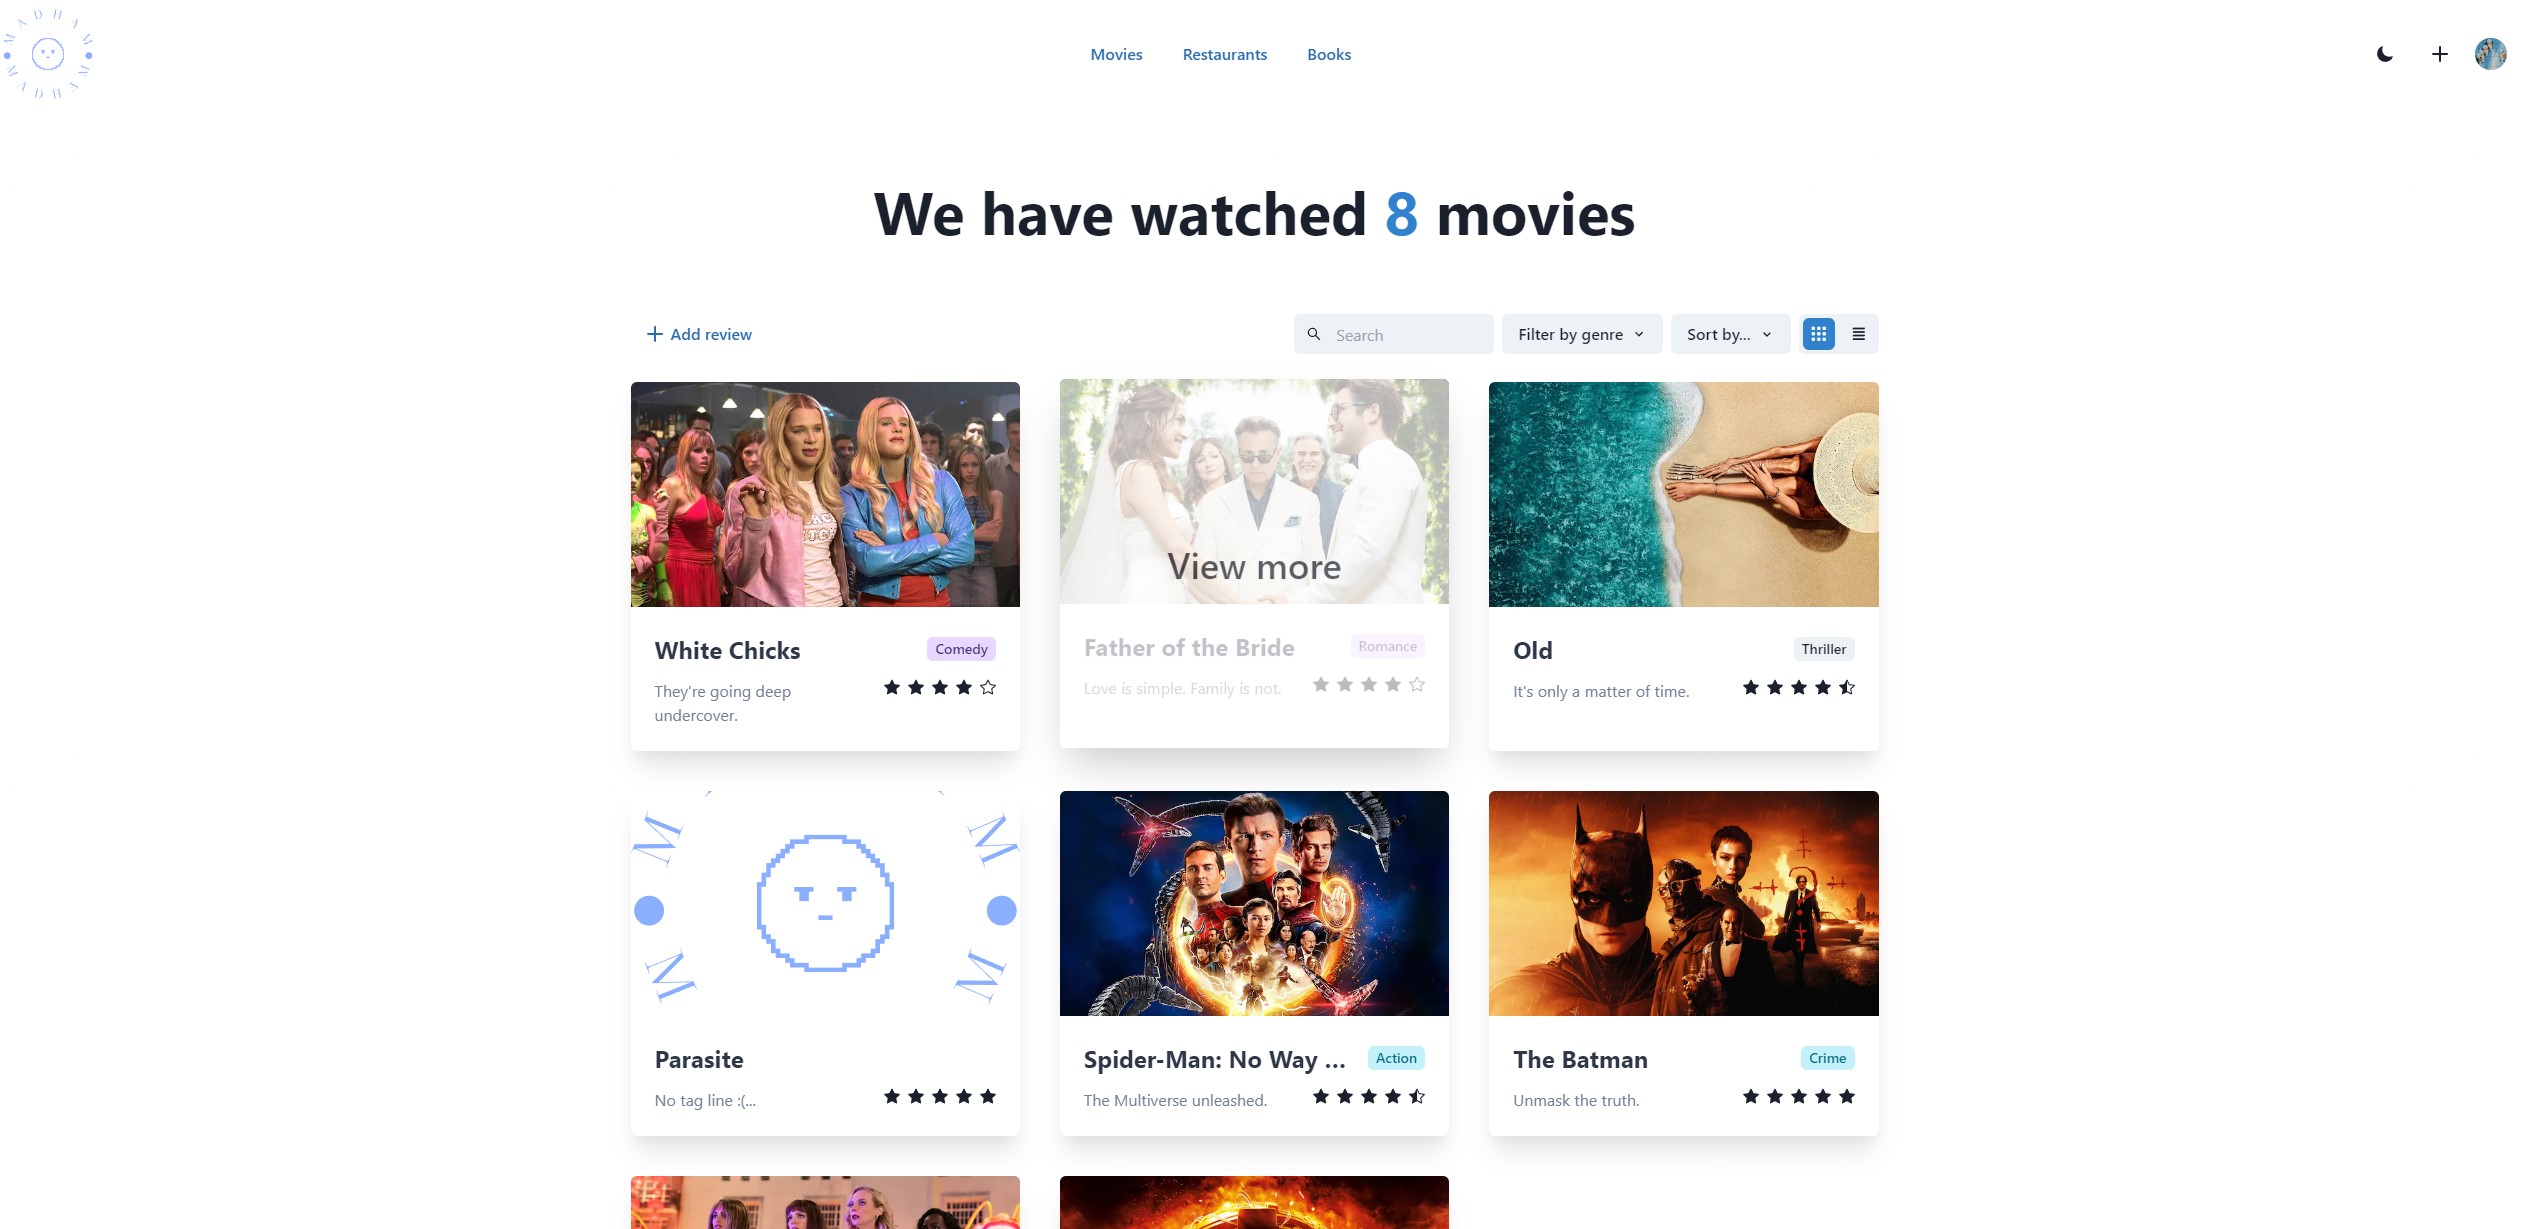 MADHAM
MADHAM
Movies
Restaurants
Books
We have watched 8 movies
Add review
Search
Filter by genre
Sort by...
View more
White Chicks
Comedy
They're going deep
undercover.
Father of the Bride
Romance
Love is simple. Family is not.
Old
Thriller
It's only a matter of time.
M M
M M
Parasite
No tag line :(...
Spider-Man: No Way ...
Action
The Multiverse unleashed.
The Batman
Crime
Unmask the truth.